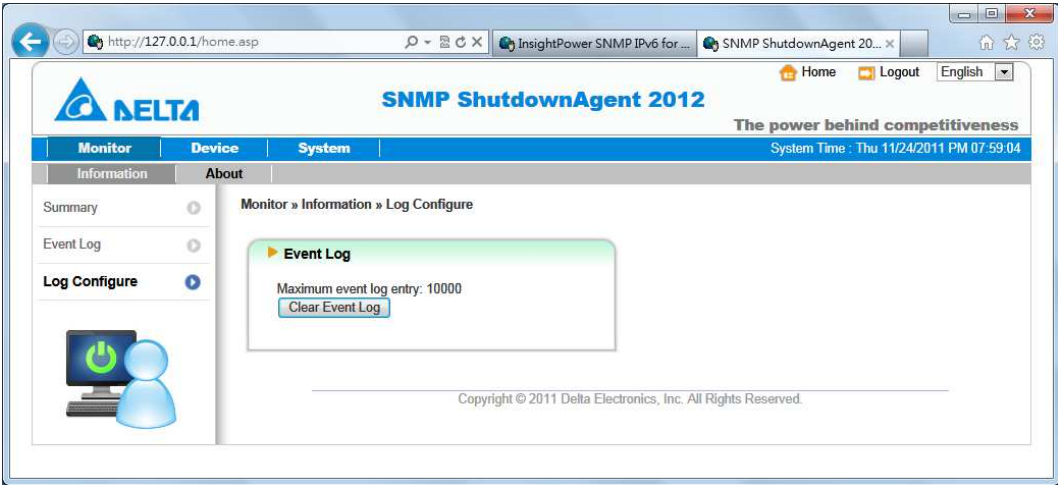 http://127.0.0.1/home.asp
InsightPower SNMP IPv6 for ...
SNMP ShutdownAgent 20...
Home
Logout
English
DELTA
SNMP ShutdownAgent 2012
The power behind competitiveness
Monitor
Device
System
System Time : Thu 11/24/2011 PM 07:59:04
Information
About
Summary
Monitor » Information » Log Configure
Event Log
Event Log
Log Configure
Maximum event log entry: 10000
Clear Event Log
Copyright © 2011 Delta Electronics, Inc. All Rights Reserved.